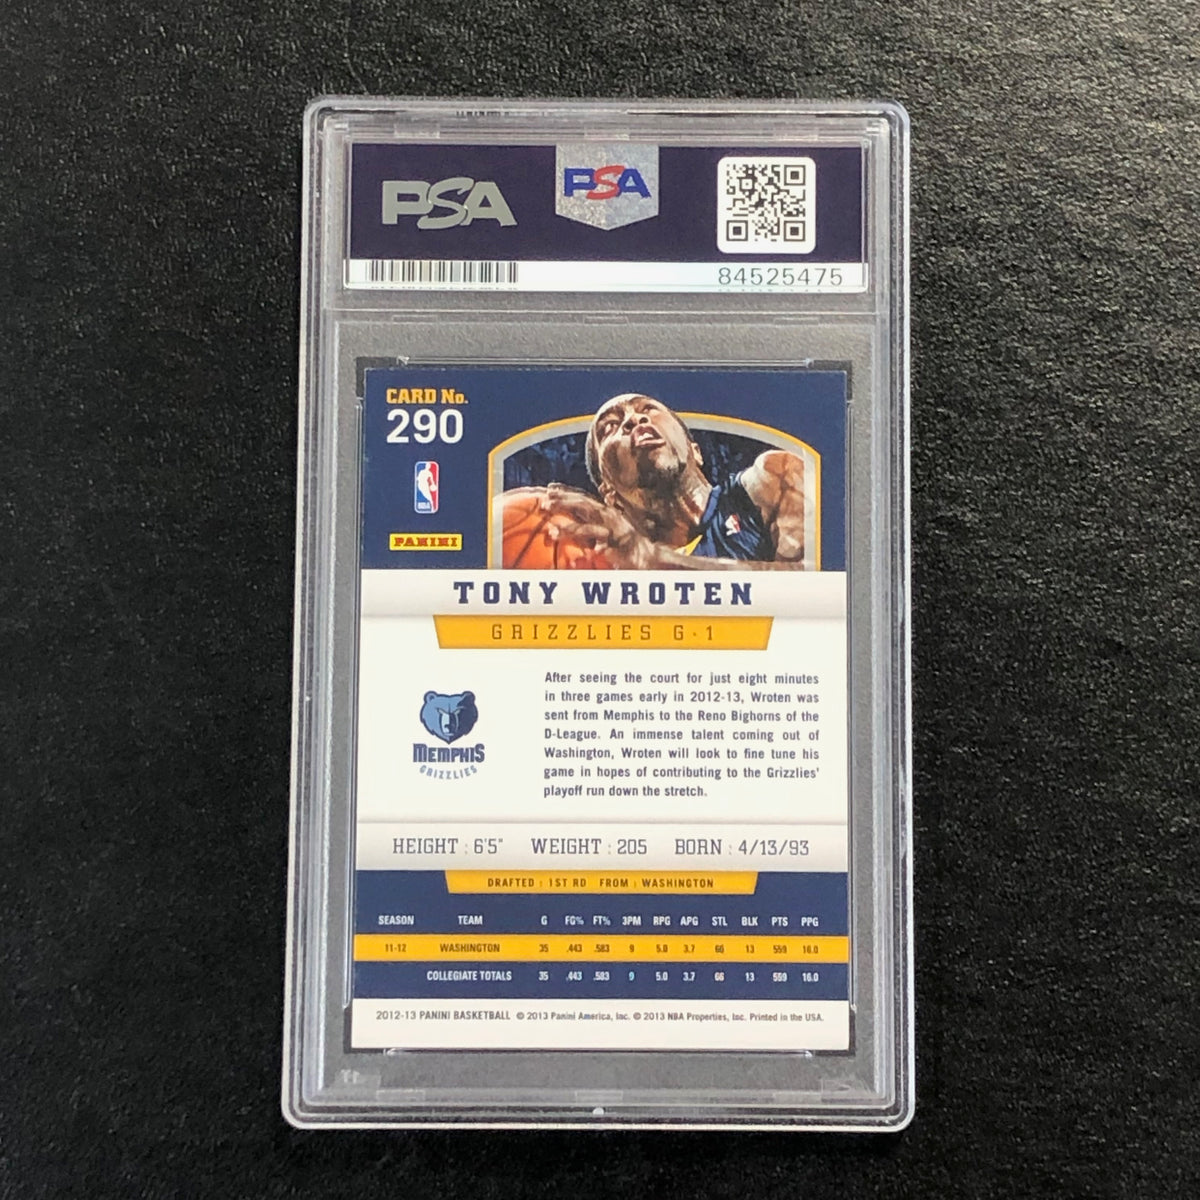 PSA
PSA
84525475
CARD No.
290
NBA
PANINI
TONY WROTEN
GRIZZLIES G - 1
After seeing the court for just eight minutes
in three games early in 2012-13, Wroten was
sent from Memphis to the Reno Bighorns of the
D-League. An immense talent coming out of
Washington, Wroten will look to fine tune his
game in hopes of contributing to the Grizzlies'
playoff run down the stretch.
MEMPHIS
GRIZZLIES
HEIGHT : 6'5" WEIGHT : 205 BORN : 4/13/93
DRAFTED : 1ST RD FROM : WASHINGTON
SEASON TEAM G FG% FT% 3PM RPG APG STL BLK PTS PPG
11-12 WASHINGTON 35 .443 .583 9 5.0 3.7 66 13 559 16.0
COLLEGIATE TOTALS 35 .443 .583 9 5.0 3.7 66 13 559 16.0
2012-13 PANINI BASKETBALL © 2013 Panini America, Inc. © 2013 NBA Properties, Inc. Printed in the USA.